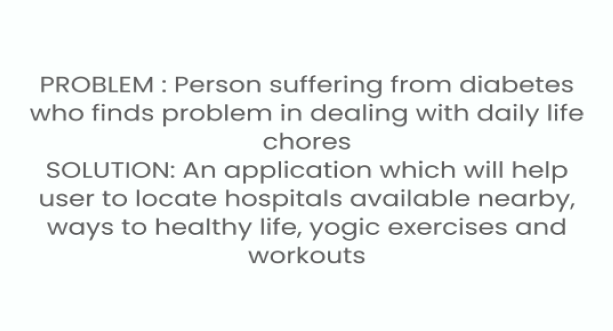 PROBLEM : Person suffering from diabetes
who finds problem in dealing with daily life
chores
SOLUTION: An application which will help
user to locate hospitals available nearby,
ways to healthy life, yogic exercises and
workouts